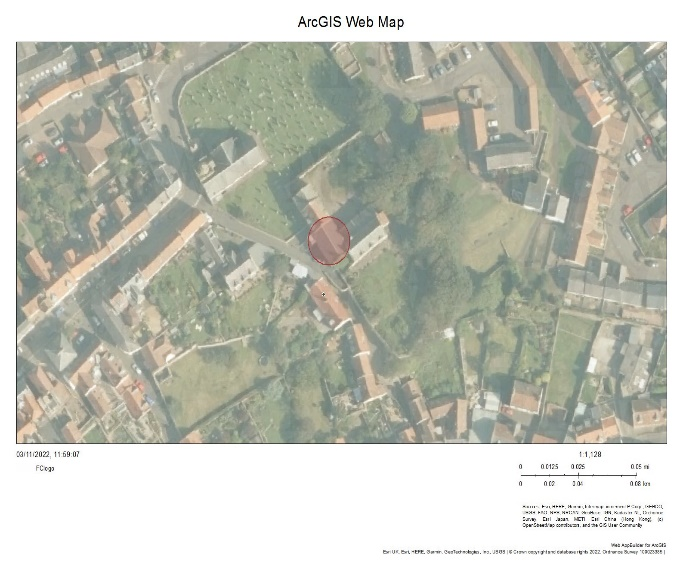 ArcGIS Web Map
03/11/2022, 11:59:07
1:1,128
FClogo
0 0.0125 0.025 0.05 mi
0 0.02 0.04 0.08 km
Esri, HERE, Garmin,
Survey, Esri Japan, METI, Esri China (Hong Kong), (c)
OpenStreetMap contributors, and the GIS User Community
Web AppBuilder for ArcGIS
Esri UK, Esri, HERE, Garmin, GeoTechnologies, Inc., USGS | © Crown copyright and database rights 2022, Ordnance Survey